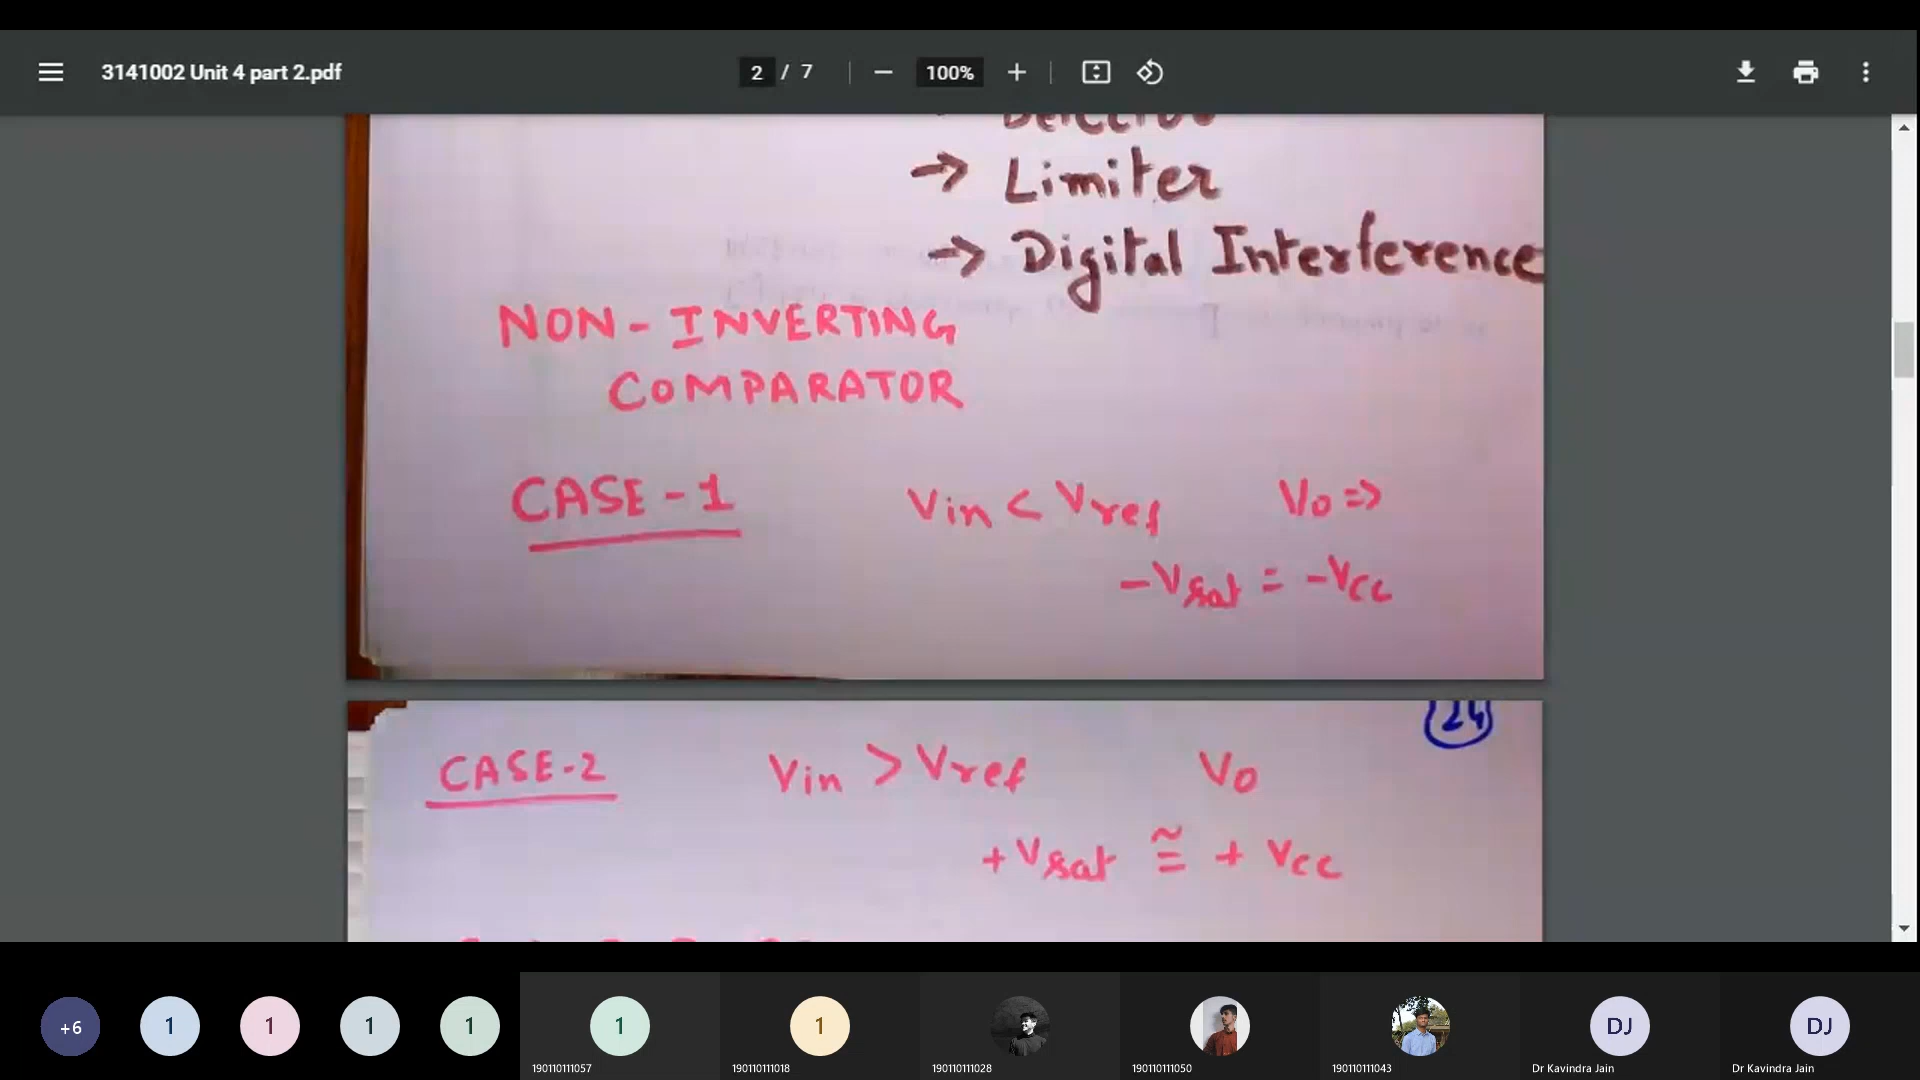 3141002 Unit 4 part 2.pdf
2 / 7
100%
→ Limiter
→ Digital Interference
NON-INVERTING
COMPARATOR
CASE-1 Vin < Vref Vo ⇒
-Vsat = -Vcc
24
CASE-2 Vin > Vref Vo
+Vsat ≅ + Vcc
+6 1 1 1 1 1 1 DJ DJ
190110111057 190110111018 190110111028 190110111050 190110111043 Dr Kavindra Jain Dr Kavindra Jain